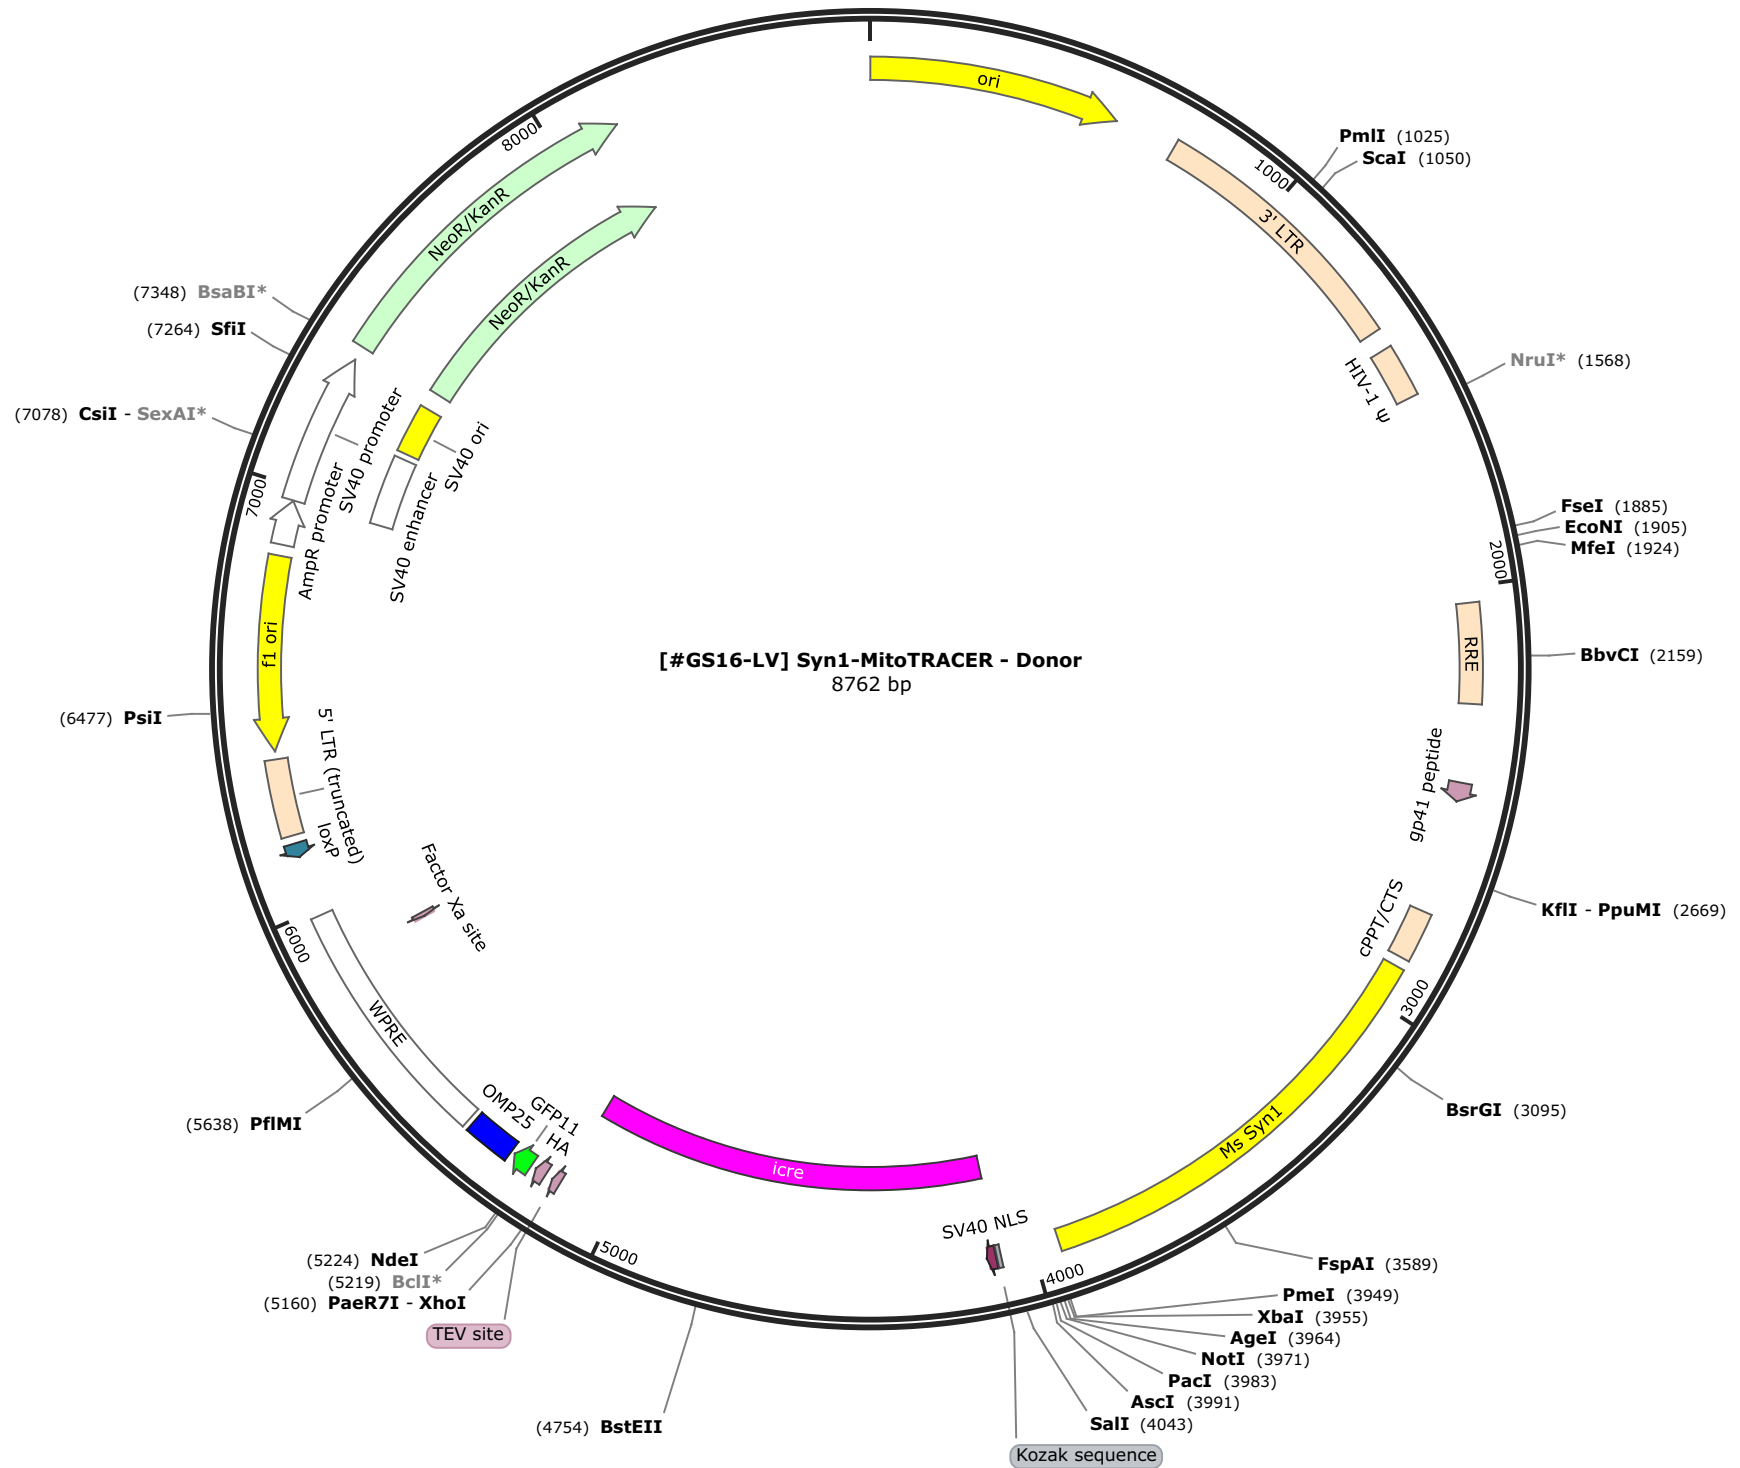 ori
PmlI (1025)
ScaI (1050)
1000
3' LTR
NruI* (1568)
HIV-1 ψ
FseI (1885)
EcoNI (1905)
MfeI (1924)
2000
RRE
BbvCI (2159)
gp41 peptide
KflI - PpuMI (2669)
cPPT/CTS
3000
BsrGI (3095)
Ms Syn1
FspAI (3589)
PmeI (3949)
XbaI (3955)
AgeI (3964)
NotI (3971)
PacI (3983)
AscI (3991)
SalI (4043)
Kozak sequence
4000
SV40 NLS
icre
(4754) BstEII
5000
TEV site
(5160) PaeR7I - XhoI
(5219) BclI*
(5224) NdeI
HA
GFP11
OMP25
(5638) PflMI
WPRE
6000
Factor Xa site
loxP
5' LTR (truncated)
(6477) PsiI
f1 ori
AmpR promoter
7000
SV40 promoter
SV40 enhancer
SV40 ori
(7078) CsiI - SexAI*
(7264) SfiI
(7348) BsaBI*
NeoR/KanR
NeoR/KanR
8000
[#GS16-LV] Syn1-MitoTRACER - Donor
8762 bp